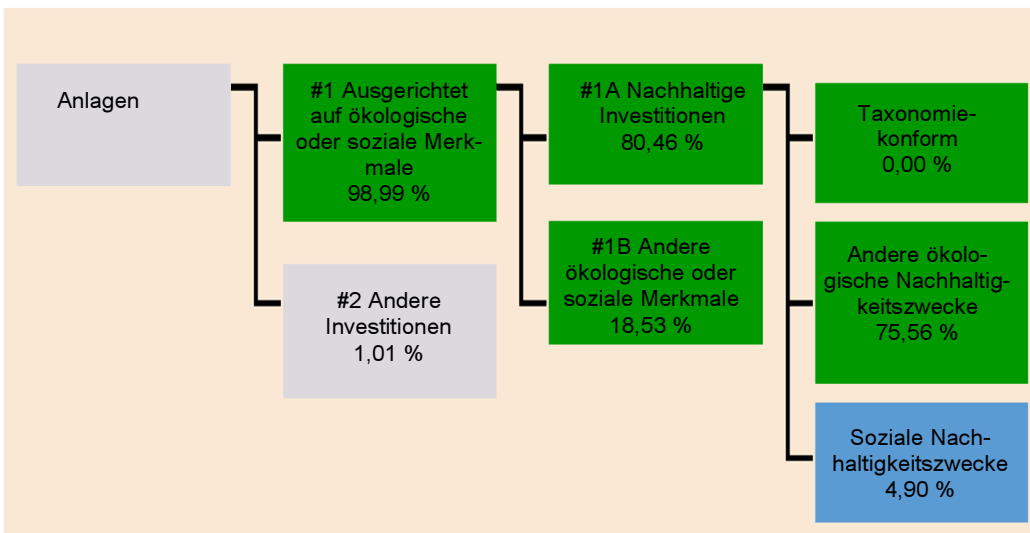 Anlagen
#1 Ausgerichtet
auf ökologische
oder soziale Merk-
male
98,99 %
#2 Andere
Investitionen
1,01 %
#1A Nachhaltige
Investitionen
80,46 %
#1B Andere
ökologische oder
soziale Merkmale
18,53 %
Taxonomie-
konform
0,00 %
Andere ökolo-
gische Nachhaltig-
keitszwecke
75,56 %
Soziale Nach-
haltigkeitszwecke
4,90 %